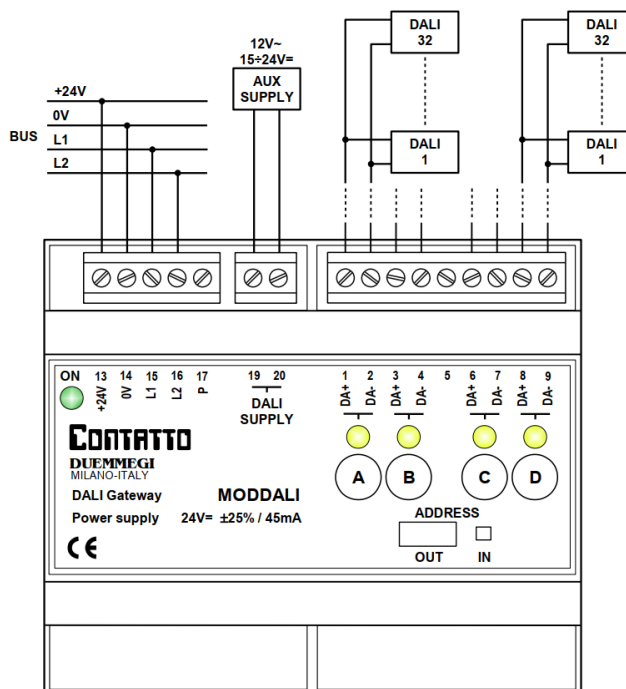 12V~
15÷24V=
AUX
SUPPLY
DALI
32
DALI
32
DALI
1
DALI
1
BUS
+24V
0V
L1
L2
ON
13
14
15
16
17
19 20
1
2
3
4
5
6
7
8
9
+24V
0V
L1
L2
P
DALI
SUPPLY
DA+
DA-
DA+
DA-
DA+
DA-
DA+
DA-
CONTATTO
DUEMMEGI
MILANO-ITALY
DALI Gateway MODDALI
Power supply 24V= ±25% / 45mA
CE
A
B
C
D
ADDRESS
OUT
IN